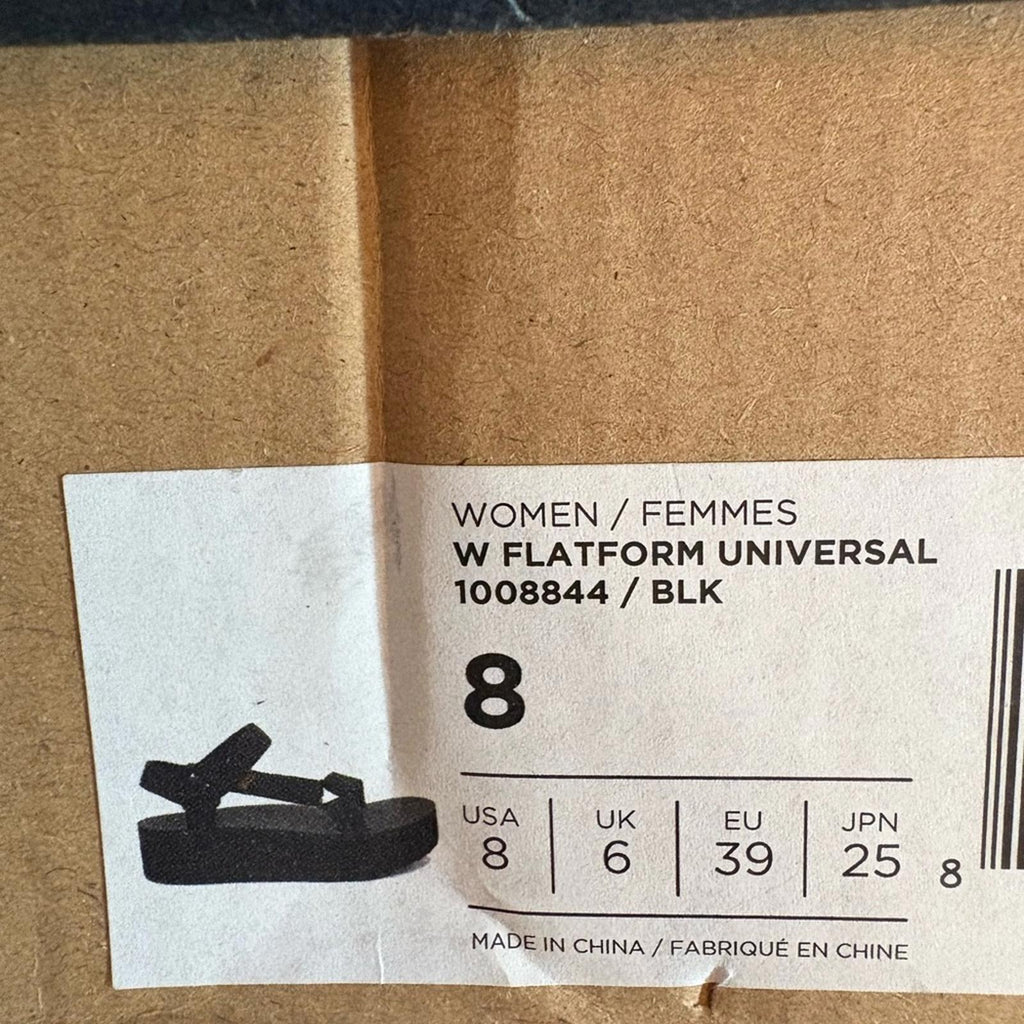 WOMEN / FEMMES
W FLATFORM UNIVERSAL
1008844 / BLK
8
USA UK EU JPN
8 6 39 25
8
MADE IN CHINA / FABRIQUÉ EN CHINE